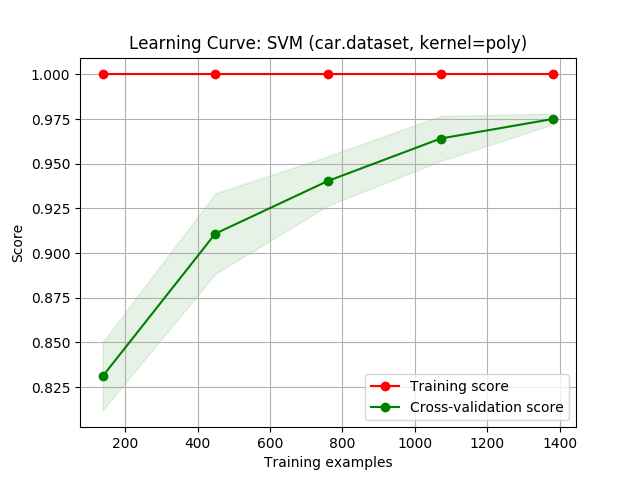 Learning Curve: SVM (car.dataset, kernel=poly)
1.000
0.975
0.950
0.925
0.900
0.875
0.850
0.825
Score
Training score
Cross-validation score
200 400 600 800 1000 1200 1400
Training examples